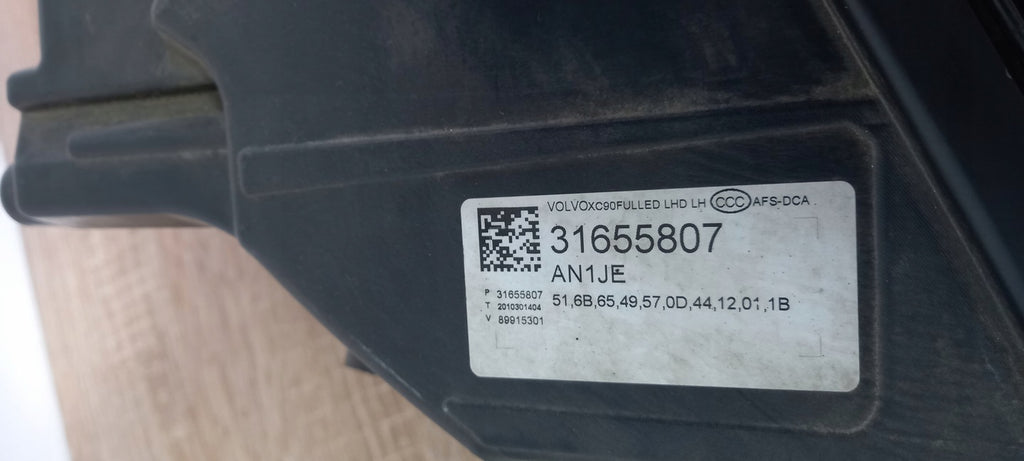 VOLVOXC90FULLED LHD LH CCC AFS-DCA
31655807
AN1JE
51,6B,65,49,57,0D,44,12,01,1B
P 31655807
T 2010301404
V 89915301